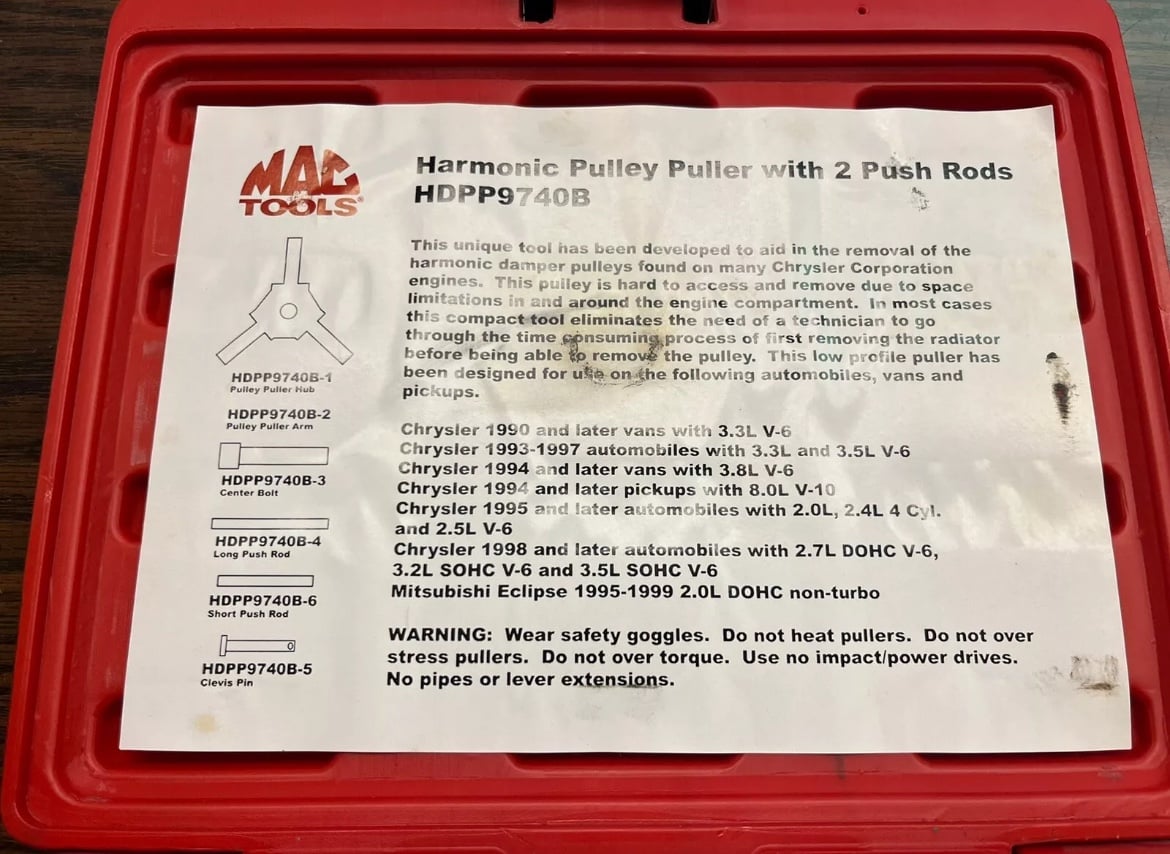 MAC
TOOLS®
Harmonic Pulley Puller with 2 Push Rods
HDPP9740B
This unique tool has been developed to aid in the removal of the
harmonic damper pulleys found on many Chrysler Corporation
engines. This pulley is hard to access and remove due to space
limitations in and around the engine compartment. In most cases
this compact tool eliminates the need of a technician to go
through the time consuming process of first removing the radiator
before being able to remove the pulley. This low profile puller has
been designed for use on the following automobiles, vans and
pickups.
HDPP9740B-1
Pulley Puller Hub
HDPP9740B-2
Pulley Puller Arm
HDPP9740B-3
Center Bolt
HDPP9740B-4
Long Push Rod
HDPP9740B-6
Short Push Rod
HDPP9740B-5
Clevis Pin
Chrysler 1990 and later vans with 3.3L V-6
Chrysler 1993-1997 automobiles with 3.3L and 3.5L V-6
Chrysler 1994 and later vans with 3.8L V-6
Chrysler 1994 and later pickups with 8.0L V-10
Chrysler 1995 and later automobiles with 2.0L, 2.4L 4 Cyl.
and 2.5L V-6
Chrysler 1998 and later automobiles with 2.7L DOHC V-6,
3.2L SOHC V-6 and 3.5L SOHC V-6
Mitsubishi Eclipse 1995-1999 2.0L DOHC non-turbo
WARNING: Wear safety goggles. Do not heat pullers. Do not over
stress pullers. Do not over torque. Use no impact/power drives.
No pipes or lever extensions.